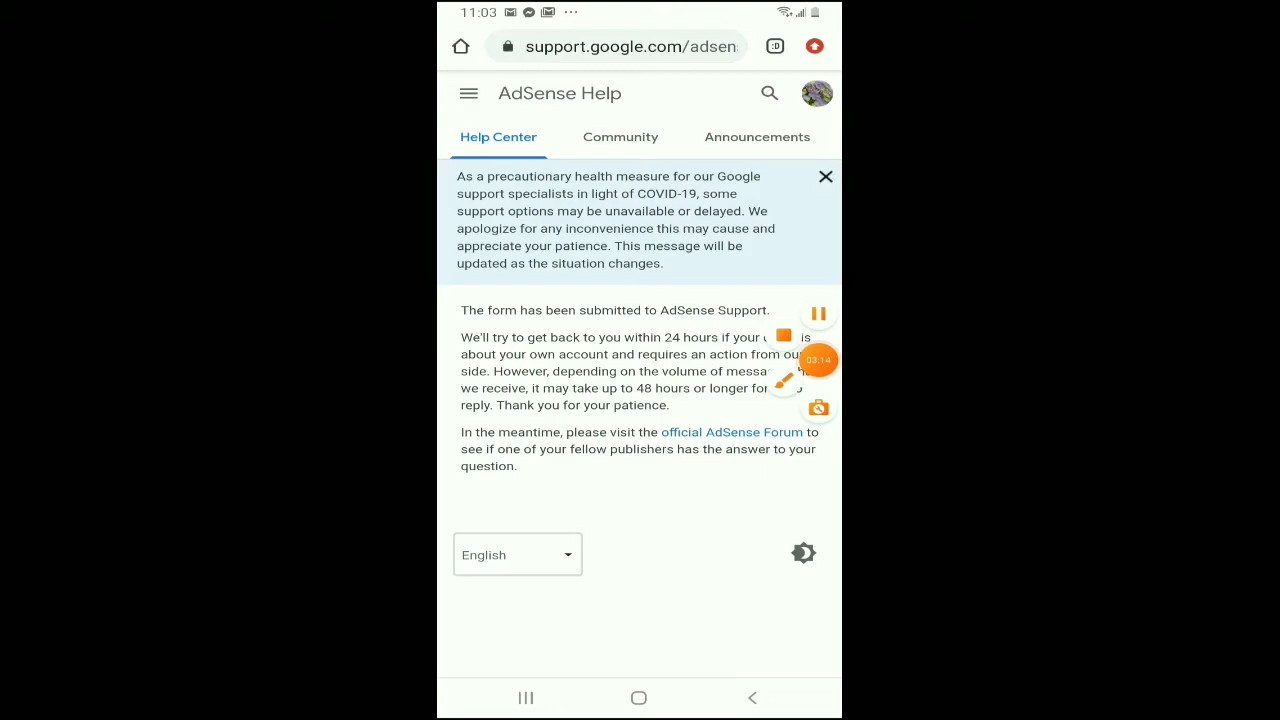 11:03
support.google.com/adsen
:D
AdSense Help
Help Center Community Announcements
As a precautionary health measure for our Google
support specialists in light of COVID-19, some
support options may be unavailable or delayed. We
apologize for any inconvenience this may cause and
appreciate your patience. This message will be
updated as the situation changes.
The form has been submitted to AdSense Support.
We'll try to get back to you within 24 hours if your is
about your own account and requires an action from
side. However, depending on the volume of
we receive, it may take up to 48 hours or longer for
reply. Thank you for your patience.
In the meantime, please visit the official AdSense Forum to
see if one of your fellow publishers has the answer to your
question.
03:14
English